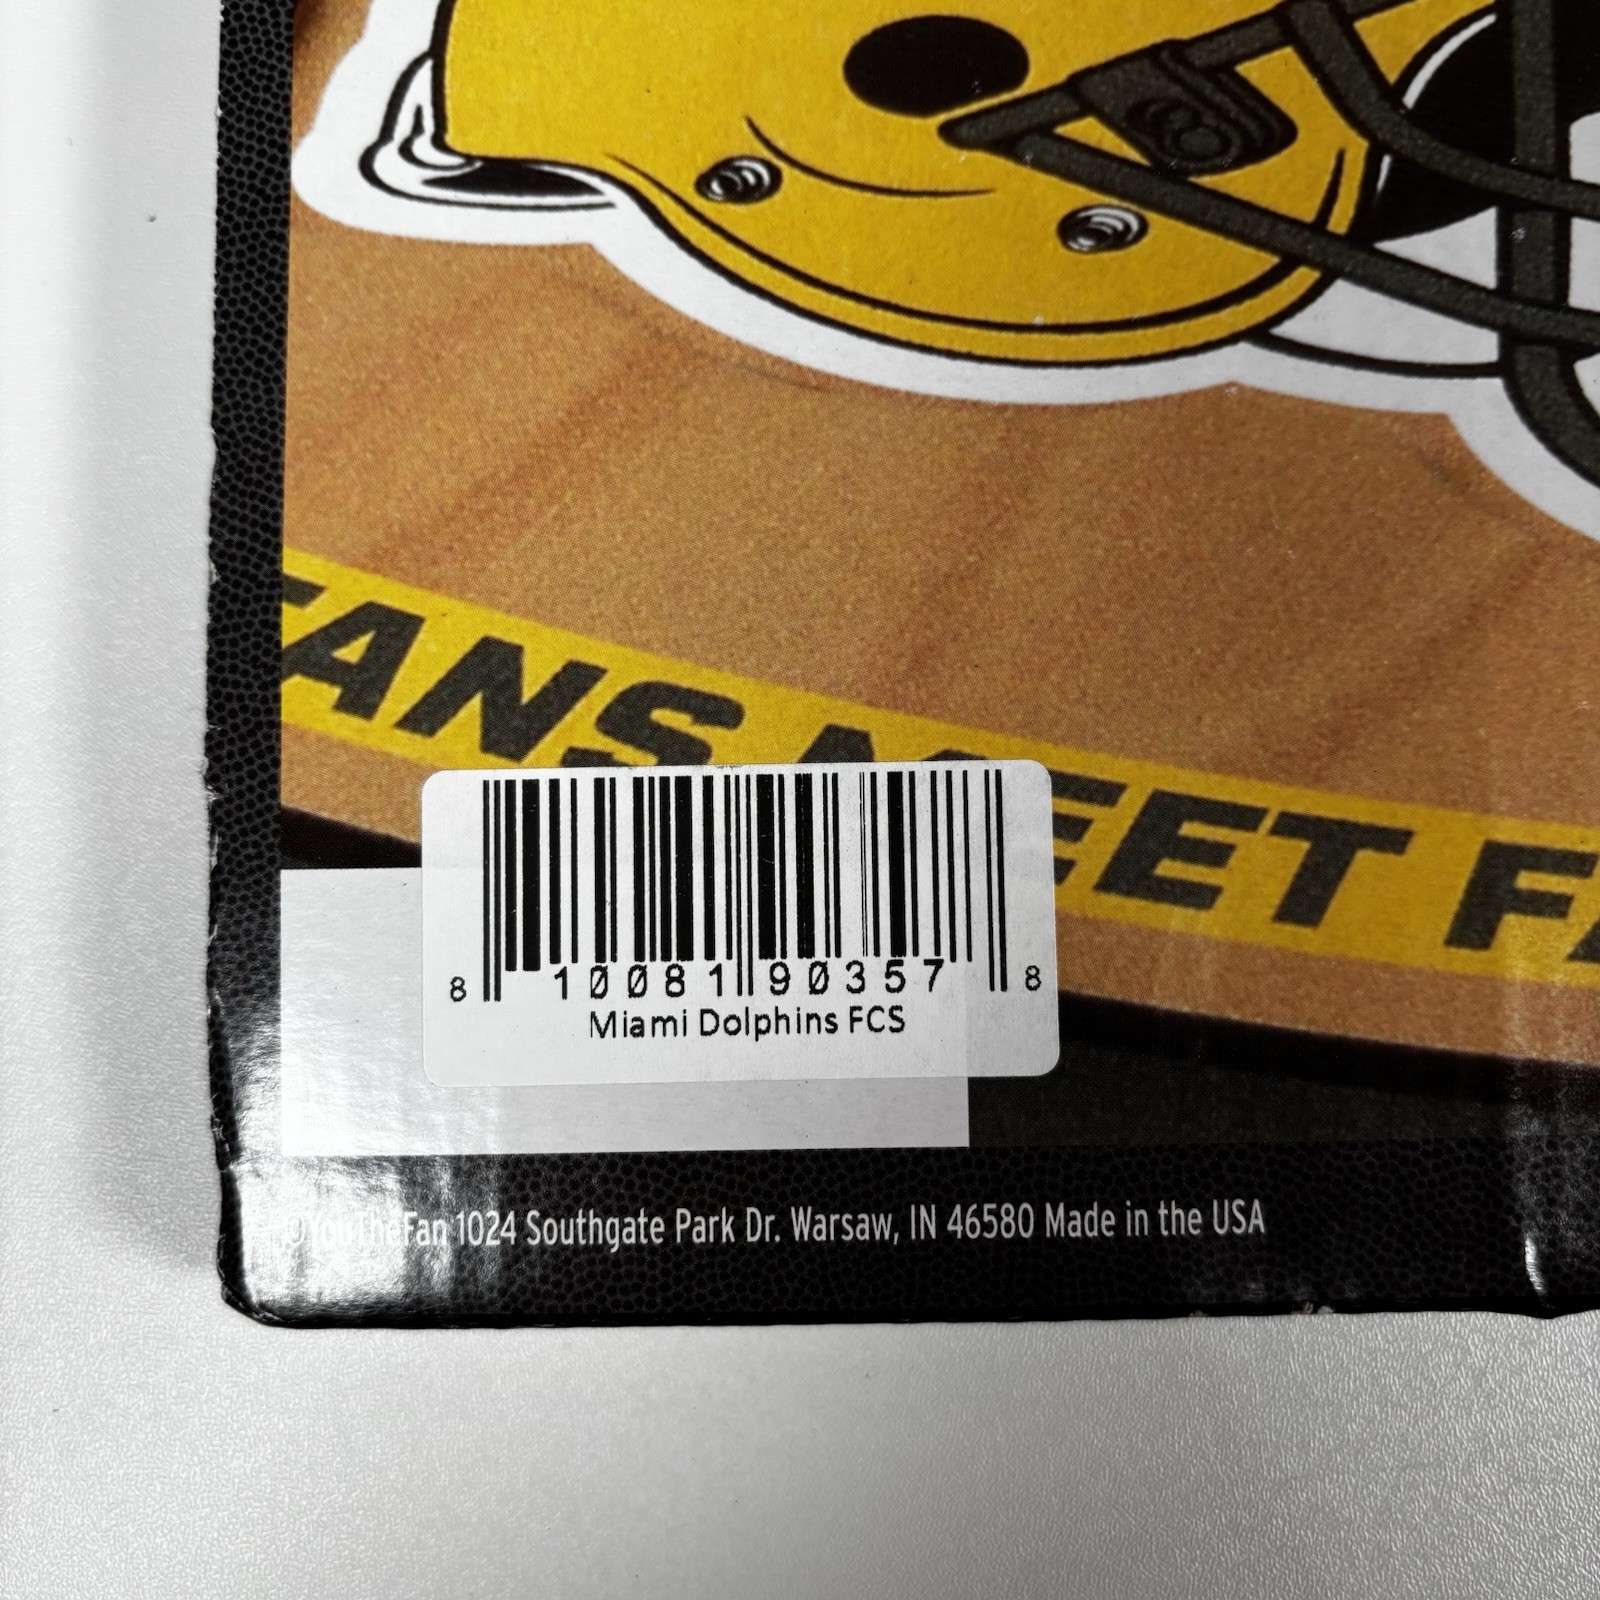 FANS MEET F
8 10081 90357 8
Miami Dolphins FCS
©YouTheFan 1024 Southgate Park Dr. Warsaw, IN 46580 Made in the USA